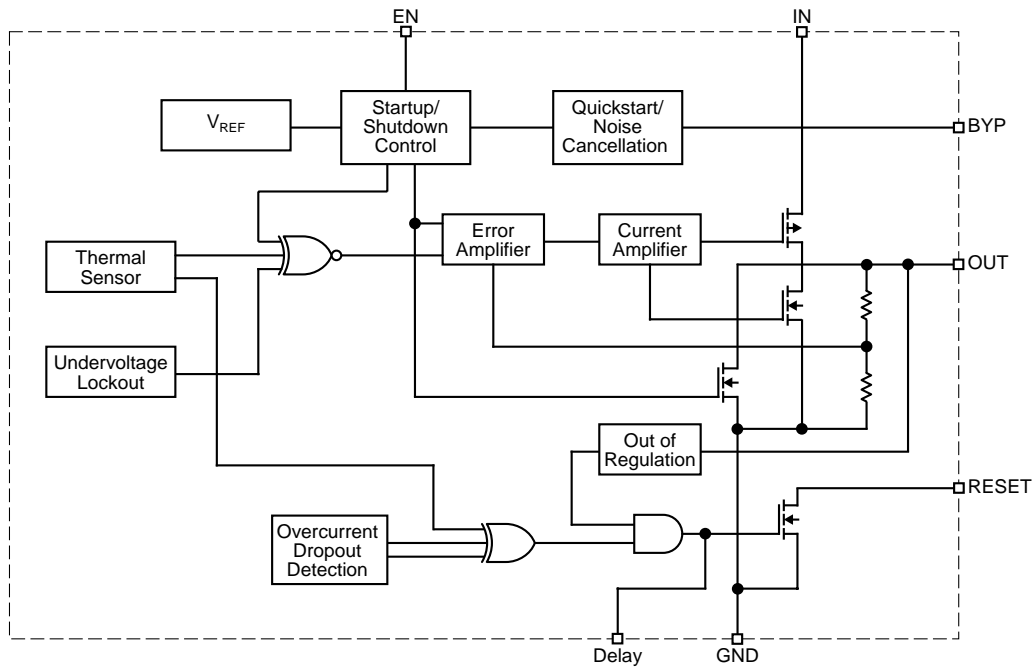 EN
IN
V_REF
Startup/
Shutdown
Control
Quickstart/
Noise
Cancellation
BYP
Error
Amplifier
Current
Amplifier
Thermal
Sensor
OUT
Undervoltage
Lockout
Out of
Regulation
RESET
Overcurrent
Dropout
Detection
Delay
GND